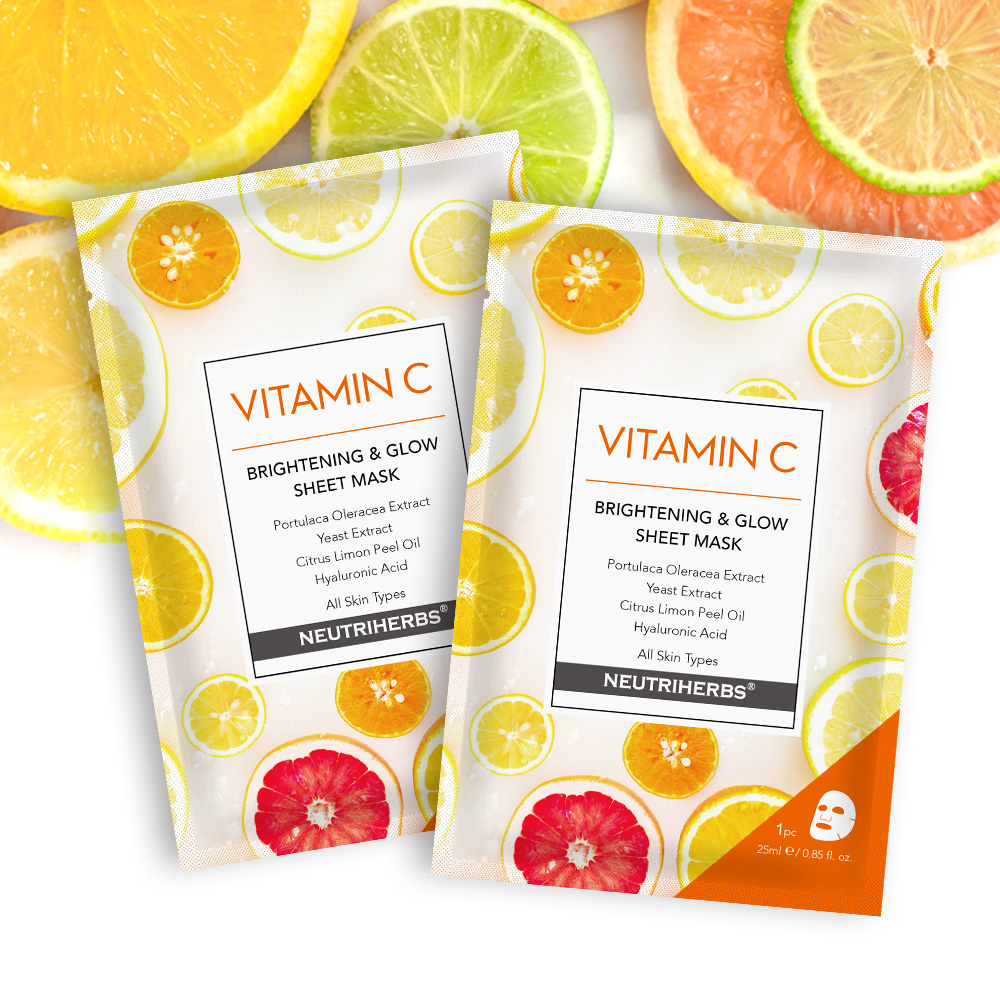 VITAMIN C
BRIGHTENING & GLOW
SHEET MASK
Portulaca Oleracea Extract
Yeast Extract
Citrus Limon Peel Oil
Hyaluronic Acid
All Skin Types
NEUTRIHERBS®
VITAMIN C
BRIGHTENING & GLOW
SHEET MASK
Portulaca Oleracea Extract
Yeast Extract
Citrus Limon Peel Oil
Hyaluronic Acid
All Skin Types
NEUTRIHERBS®
1pc
25ml ℮/ 0.85 fl. oz.